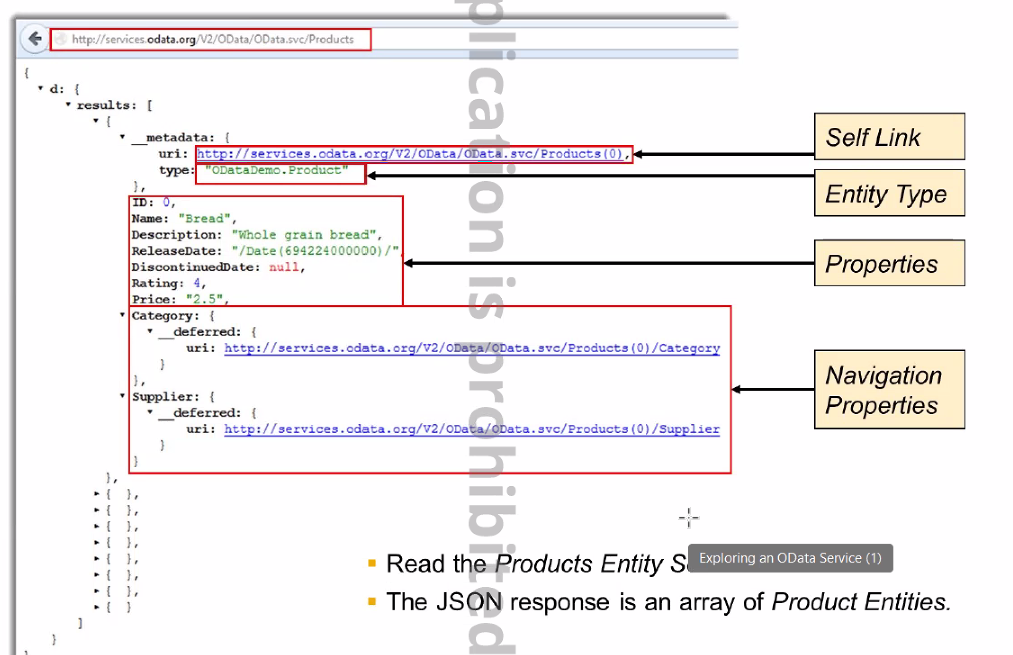 http://services.odata.org/V2/OData/OData.svc/Products
{
d: {
results: [
{
__metadata: {
uri: http://services.odata.org/V2/OData/OData.svc/Products(0),
Self Link
type: "ODataDemo.Product"
Entity Type
},
ID: 0,
Name: "Bread",
Description: "Whole grain bread",
ReleaseDate: "/Date(694224000000)/",
Properties
DiscontinuedDate: null,
Rating: 4,
Price: "2.5",
Category: {
__deferred: {
uri: http://services.odata.org/V2/OData/OData.svc/Products(0)/Category
}
},
Navigation
Properties
Supplier: {
__deferred: {
uri: http://services.odata.org/V2/OData/OData.svc/Products(0)/Supplier
}
}
},
{ },
{ },
{ },
{ },
{ },
{ },
{ },
{ }
]
}
Read the Products Entity
Exploring an OData Service (1)
The JSON response is an array of Product Entities.
is prohibited